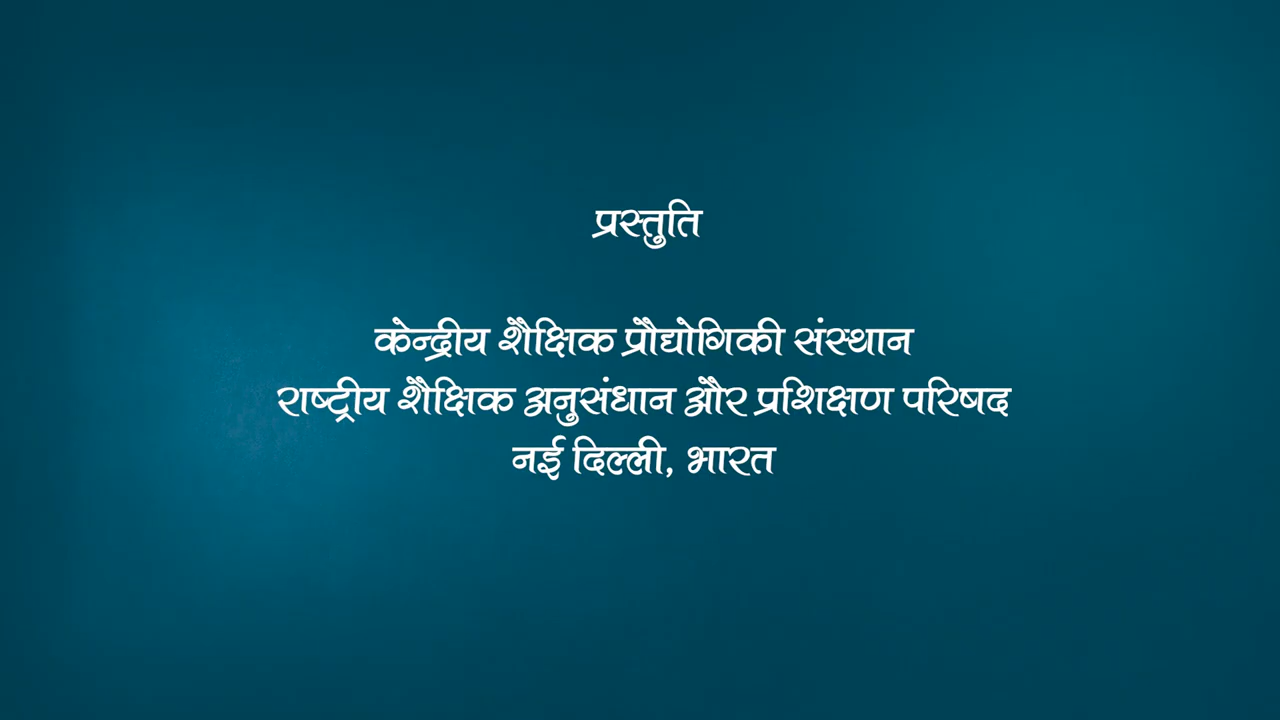 प्रस्तुति
केन्द्रीय शैक्षिक प्रौद्योगिकी संस्थान
राष्ट्रीय शैक्षिक अनुसंधान और प्रशिक्षण परिषद
नई दिल्ली, भारत